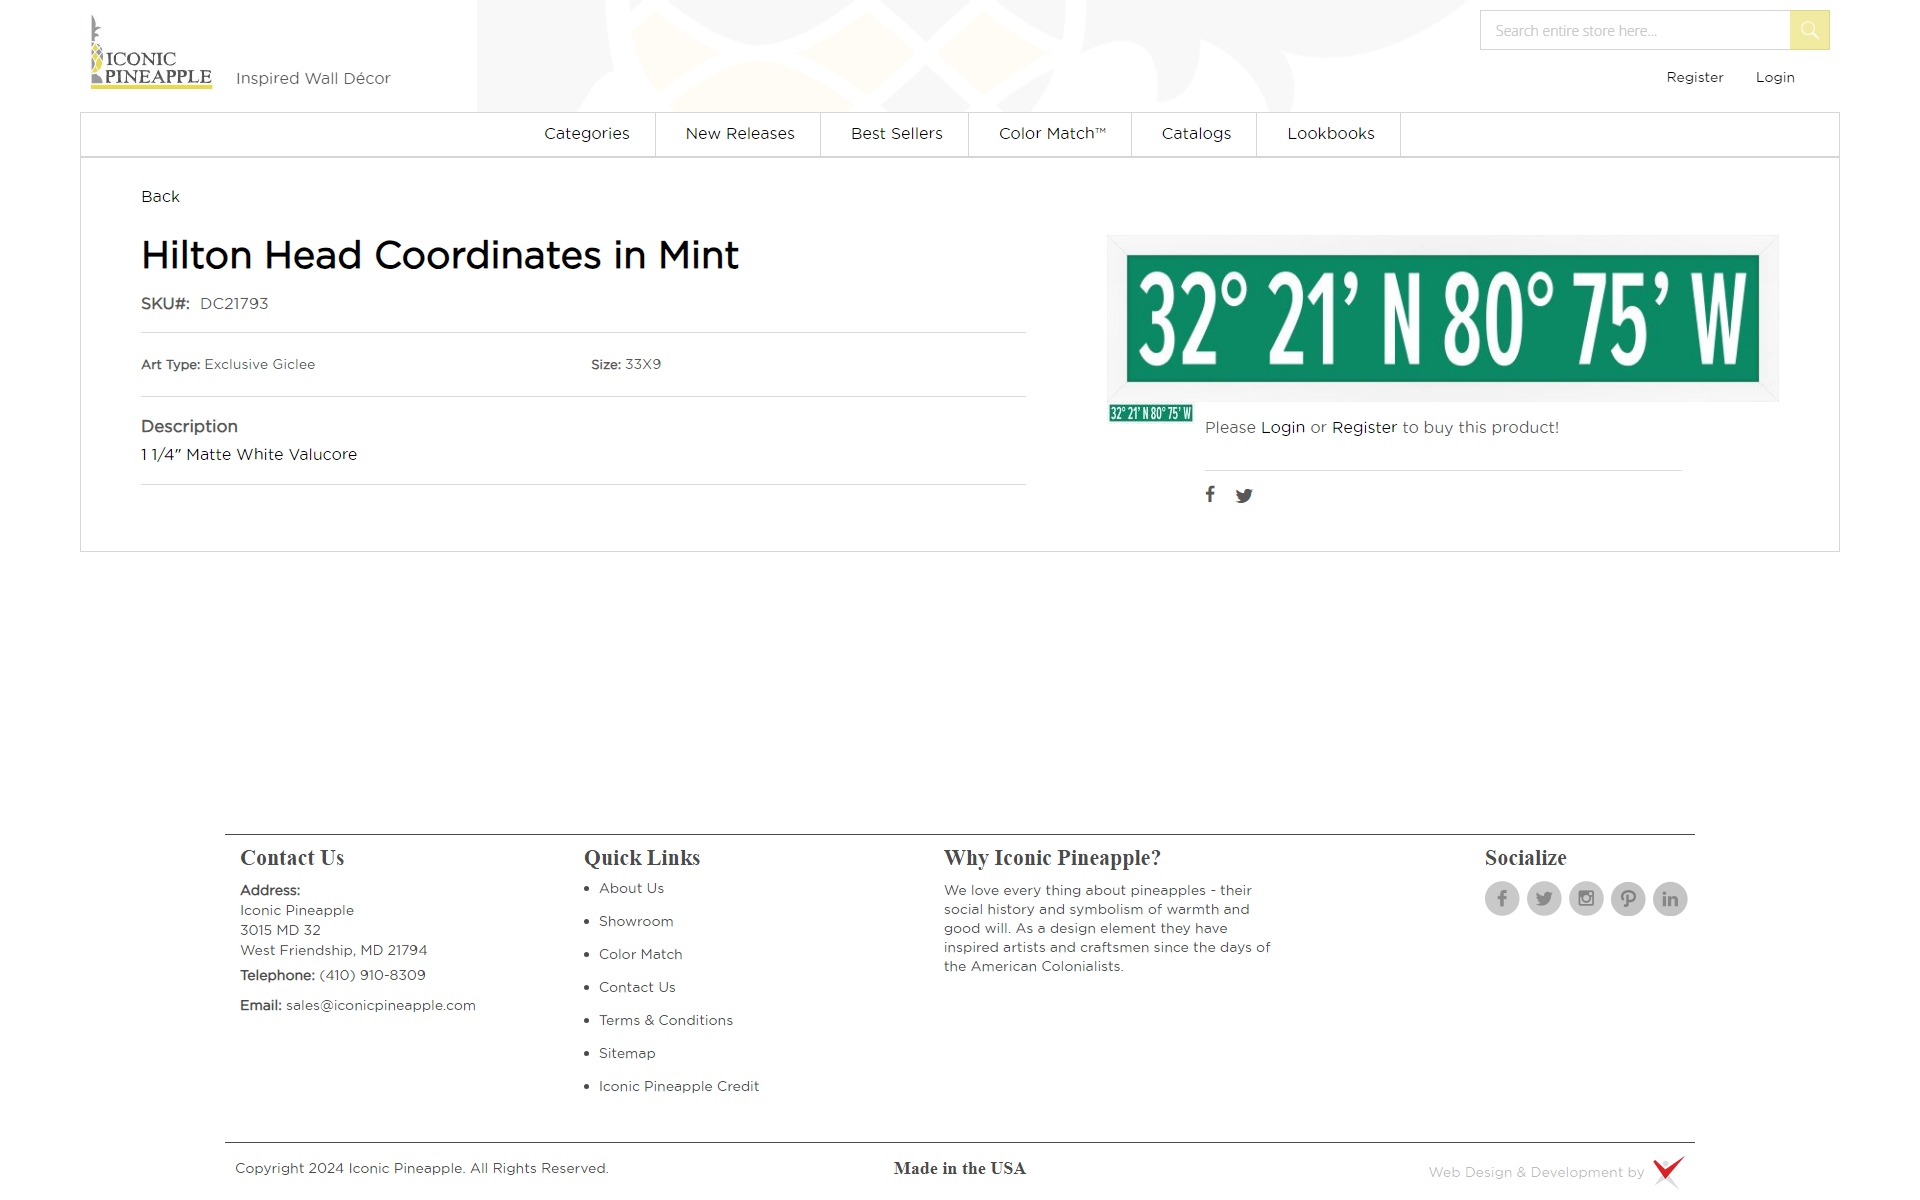 ICONIC
PINEAPPLE
Inspired Wall Décor
Search entire store here...
Register
Login
Categories
New Releases
Best Sellers
Color Match™
Catalogs
Lookbooks
Back
Hilton Head Coordinates in Mint
SKU#: DC21793
Art Type: Exclusive Giclee
Size: 33X9
Description
1 1/4" Matte White Valucore
32° 21’ N 80° 75’ W
32° 21’ N 80° 75’ W
Please Login or Register to buy this product!
Contact Us
Address:
Iconic Pineapple
3015 MD 32
West Friendship, MD 21794
Telephone: (410) 910-8309
Email: sales@iconicpineapple.com
Quick Links
About Us
Showroom
Color Match
Contact Us
Terms & Conditions
Sitemap
Iconic Pineapple Credit
Why Iconic Pineapple?
We love every thing about pineapples - their
social history and symbolism of warmth and
good will. As a design element they have
inspired artists and craftsmen since the days of
the American Colonialists.
Socialize
Copyright 2024 Iconic Pineapple. All Rights Reserved.
Made in the USA
Web Design & Development by